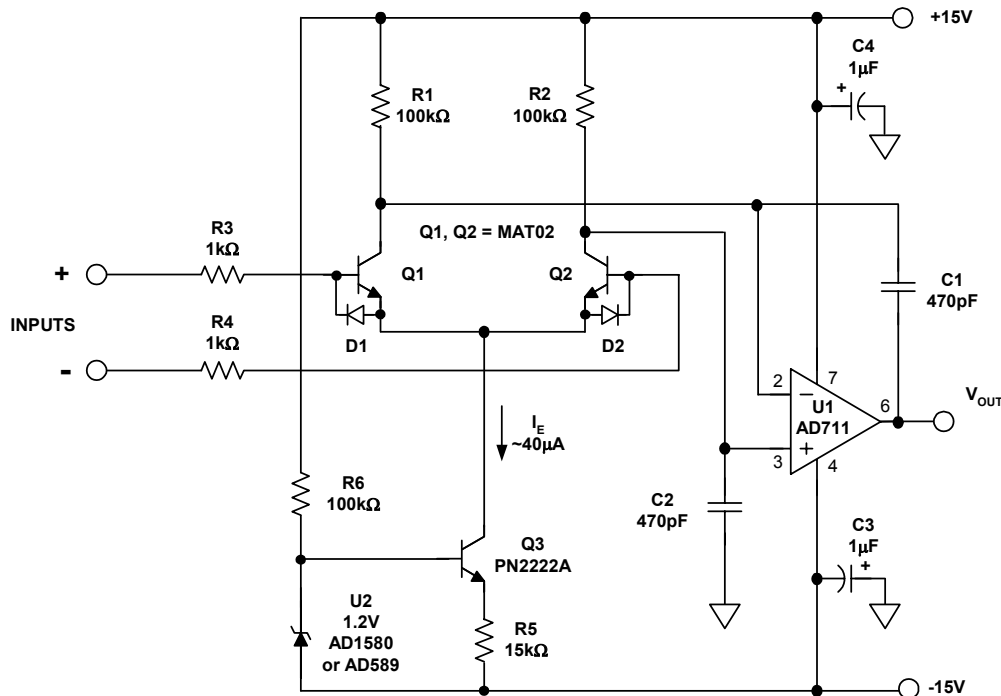 +15V
C4
1µF
+
R1
100kΩ
R2
100kΩ
R3
1kΩ
Q1, Q2 = MAT02
+
Q1
Q2
C1
470pF
INPUTS
R4
1kΩ
D1
D2
-
2
7
U1
AD711
6
VOUT
−
+
3
4
IE
~40µA
R6
100kΩ
C2
470pF
C3
1µF
+
Q3
PN2222A
U2
1.2V
AD1580
or AD589
R5
15kΩ
-15V